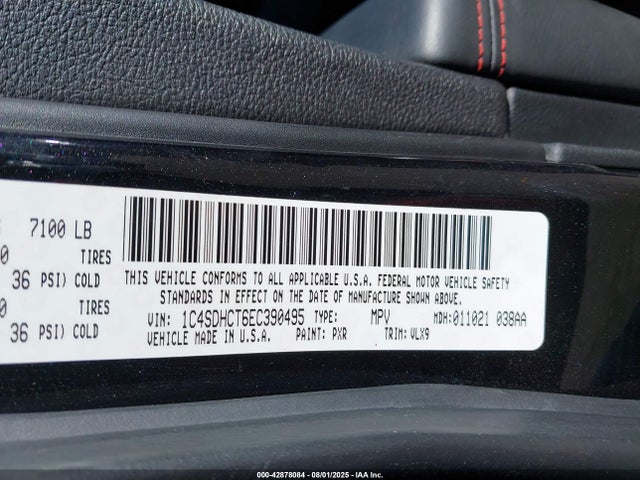 7100 LB
0 TIRES
36 PSI) COLD
0 TIRES
36 PSI) COLD
THIS VEHICLE CONFORMS TO ALL APPLICABLE U.S.A. FEDERAL MOTOR VEHICLE SAFETY
STANDARDS IN EFFECT ON THE DATE OF MANUFACTURE SHOWN ABOVE.
VIN: 1C4SDHCT6EC390495 TYPE: MPV MDH: 011021 038AA
VEHICLE MADE IN U.S.A. PAINT: PXR TRIM: VLX9
000-42878084 - 08/01/2025 - IAA Inc.